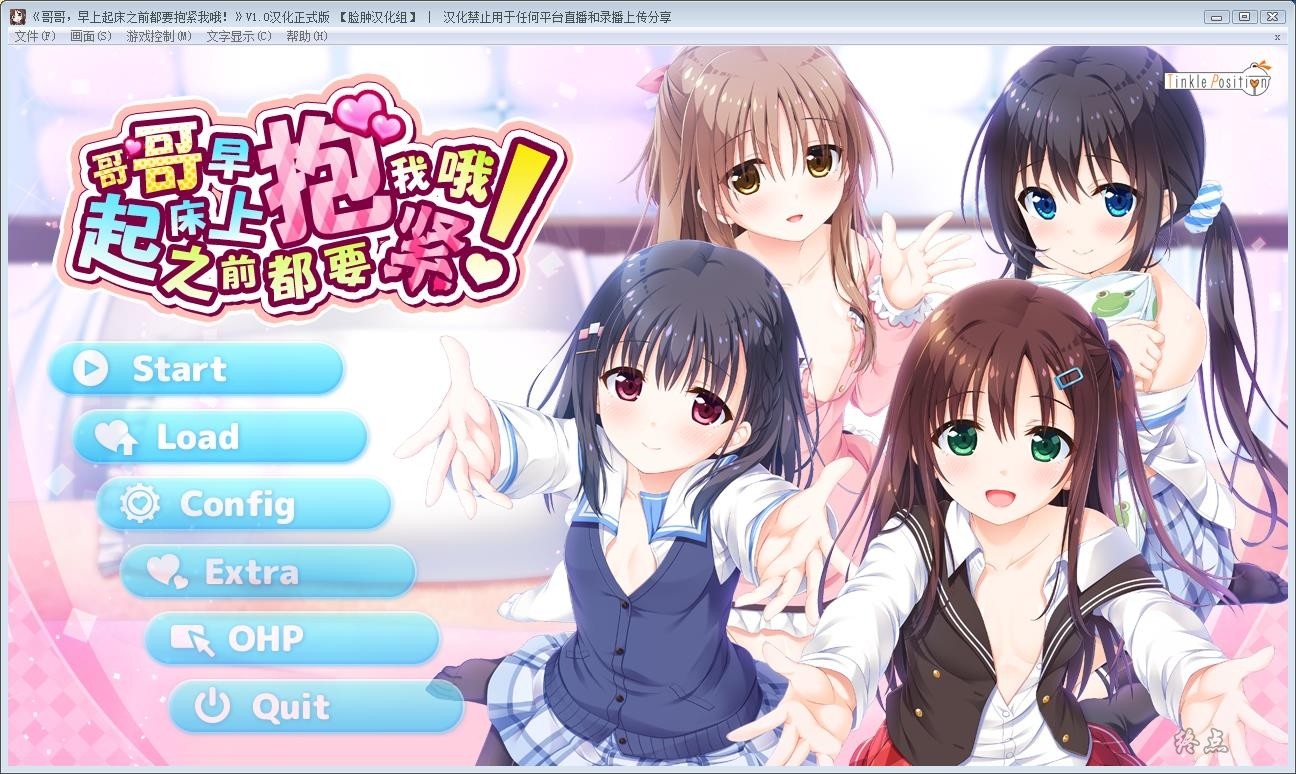 《哥哥，早上起床之前都要抱紧我哦！》V1.0汉化正式版 【脸肿汉化组】 | 汉化禁止用于任何平台直播和录播上传分享
文件(F) 画面(S) 游戏控制(M) 文字显示(C) 帮助(H)
Tinkle Position
哥哥早上抱我哦！
起床之前都要紧！
Start
Load
Config
Extra
OHP
Quit
终点